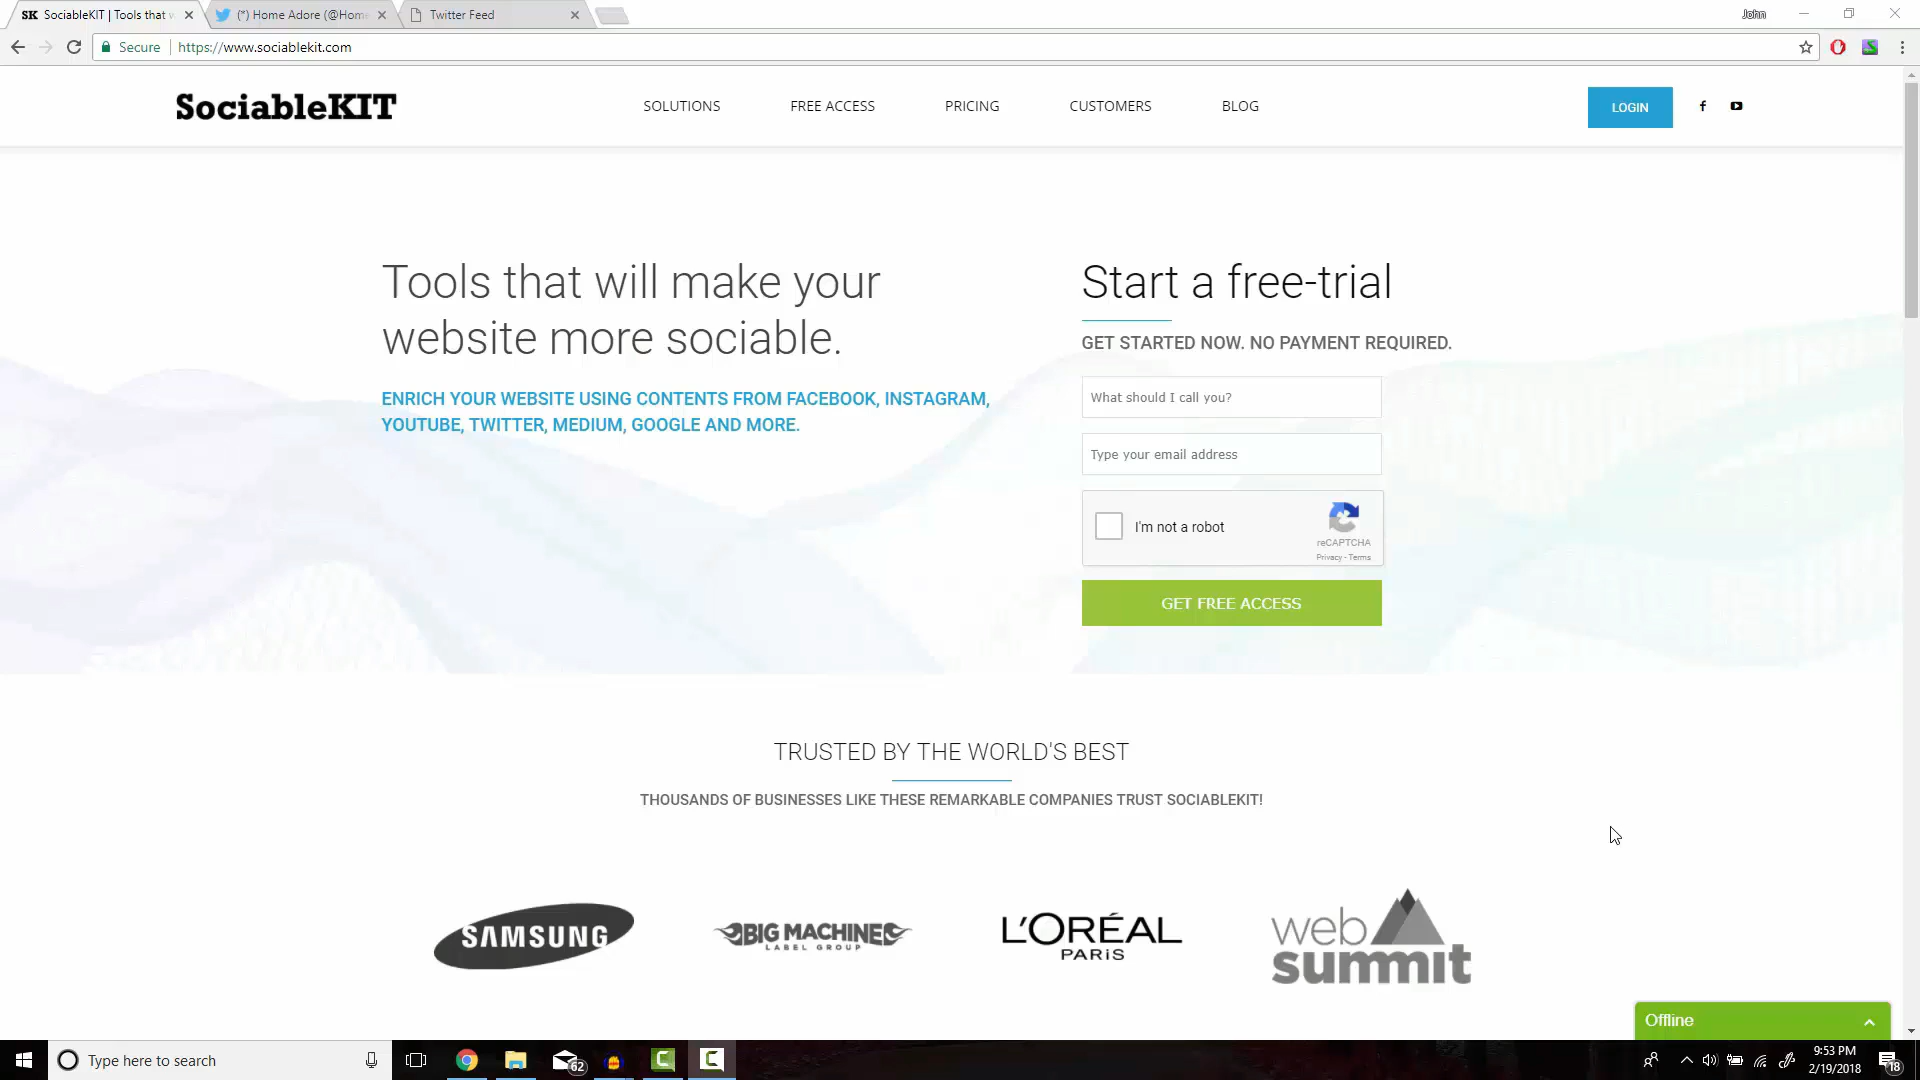 SK SociableKIT | Tools that w
(*) Home Adore (@Home
Twitter Feed
John
Secure
https://www.sociablekit.com
SociableKIT
SOLUTIONS
FREE ACCESS
PRICING
CUSTOMERS
BLOG
LOGIN
Tools that will make your
website more sociable.
ENRICH YOUR WEBSITE USING CONTENTS FROM FACEBOOK, INSTAGRAM,
YOUTUBE, TWITTER, MEDIUM, GOOGLE AND MORE.
Start a free-trial
GET STARTED NOW. NO PAYMENT REQUIRED.
What should I call you?
Type your email address
I'm not a robot
reCAPTCHA
Privacy - Terms
GET FREE ACCESS
TRUSTED BY THE WORLD'S BEST
THOUSANDS OF BUSINESSES LIKE THESE REMARKABLE COMPANIES TRUST SOCIABLEKIT!
SAMSUNG
BIG MACHINE
LABEL GROUP
L'ORÉAL
PARIS
web
summit
Offline
Type here to search
62
9:53 PM
2/19/2018
18